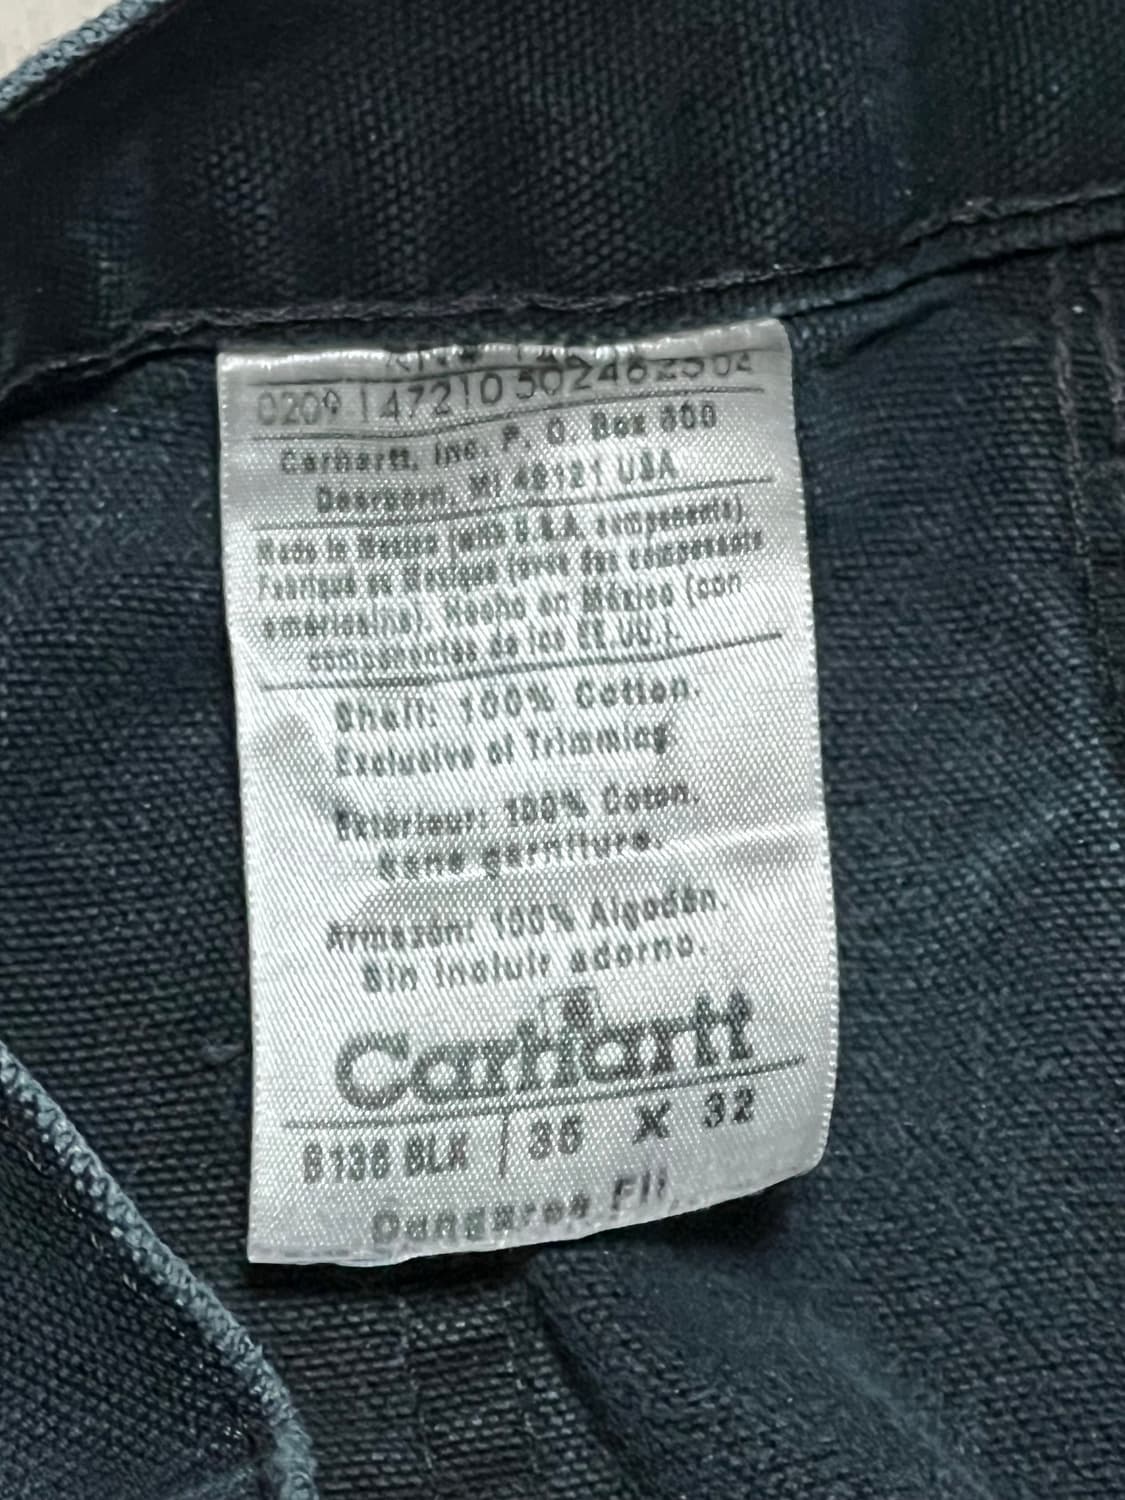 0209 147210 5024625
Carhartt, Inc. P. O. Box 600
Dearborn, MI 48121 USA
Made in Mexico (with U.S.A. components).
Fabriqué au Mexique (avec des composants
américains). Hecho en México (con
componentes de los EE.UU.).
Shell: 100% Cotton.
Exclusive of Trimming
Extérieur: 100% Coton.
Sans garniture.
Armazón: 100% Algodón.
Sin incluir adorno.
Carhartt
BLK X 32
Dungaree Fit